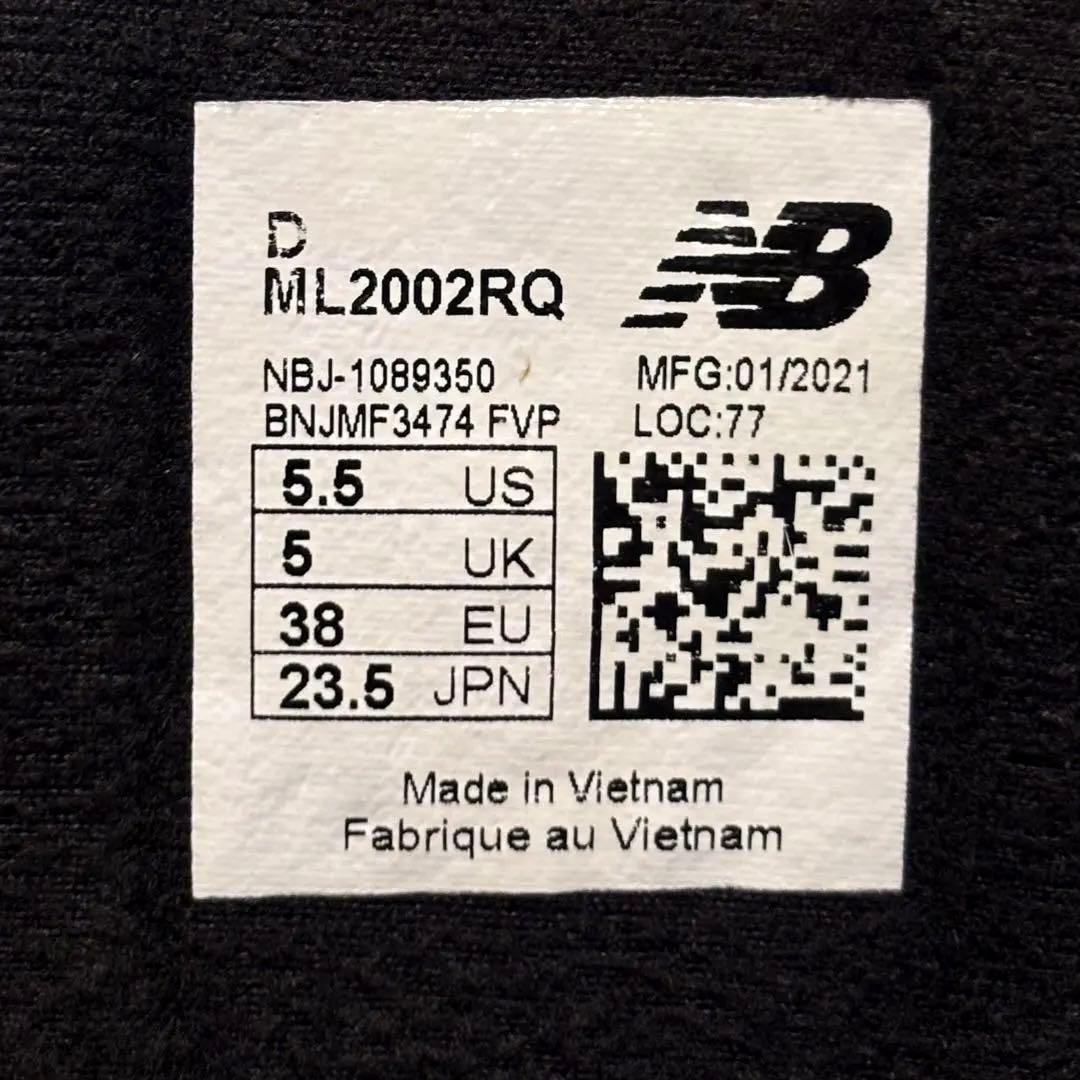 D
ML2002RQ
NB
NBJ-1089350
MFG:01/2021
BNJMF3474 FVP
LOC:77
5.5 US
5 UK
38 EU
23.5 JPN
Made in Vietnam
Fabrique au Vietnam